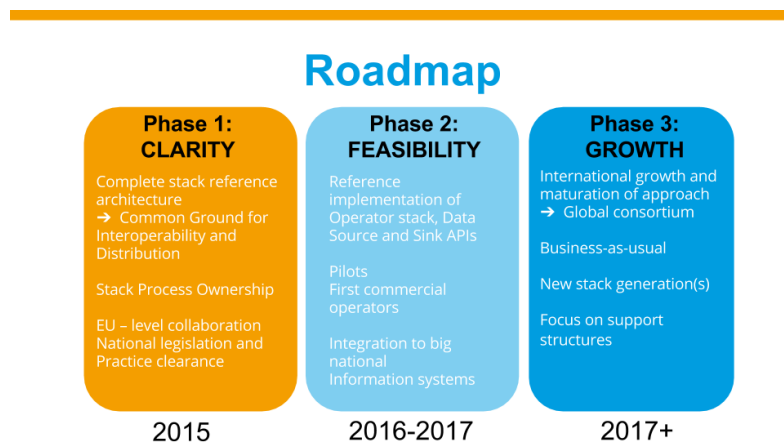 Roadmap
Phase 1:
CLARITY
Complete stack reference
architecture
➔ Common Ground for
Interoperability and
Distribution
Stack Process Ownership
EU – level collaboration
National legislation and
Practice clearance
2015
Phase 2:
FEASIBILITY
Reference
implementation of
Operator stack, Data
Source and Sink APIs
Pilots
First commercial
operators
Integration to big
national
Information systems
2016-2017
Phase 3:
GROWTH
International growth and
maturation of approach
➔ Global consortium
Business-as-usual
New stack generation(s)
Focus on support
structures
2017+